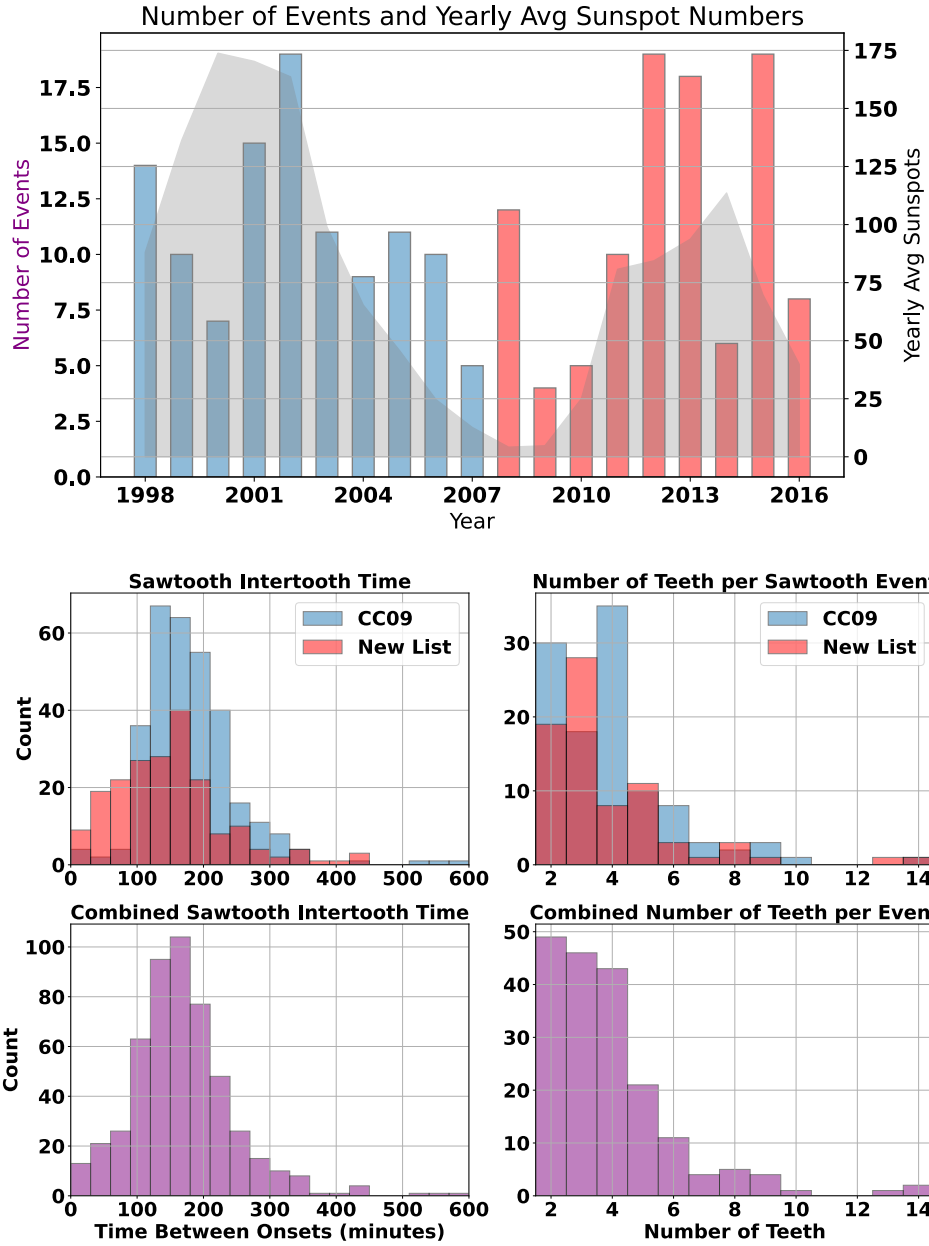 Number of Events and Yearly Avg Sunspot Numbers
Number of Events
17.5
15.0
12.5
10.0
7.5
5.0
2.5
0.0
175
150
125
100
75
50
25
0
Yearly Avg Sunspots
1998 2001 2004 2007 2010 2013 2016
Year
Sawtooth Intertooth Time
CC09
New List
Count
60
40
20
0
0 100 200 300 400 500 600
Number of Teeth per Sawtooth Event
CC09
New List
30
20
10
0
2 4 6 8 10 12 14
Combined Sawtooth Intertooth Time
Count
100
80
60
40
20
0
0 100 200 300 400 500 600
Time Between Onsets (minutes)
Combined Number of Teeth per Event
50
40
30
20
10
0
2 4 6 8 10 12 14
Number of Teeth